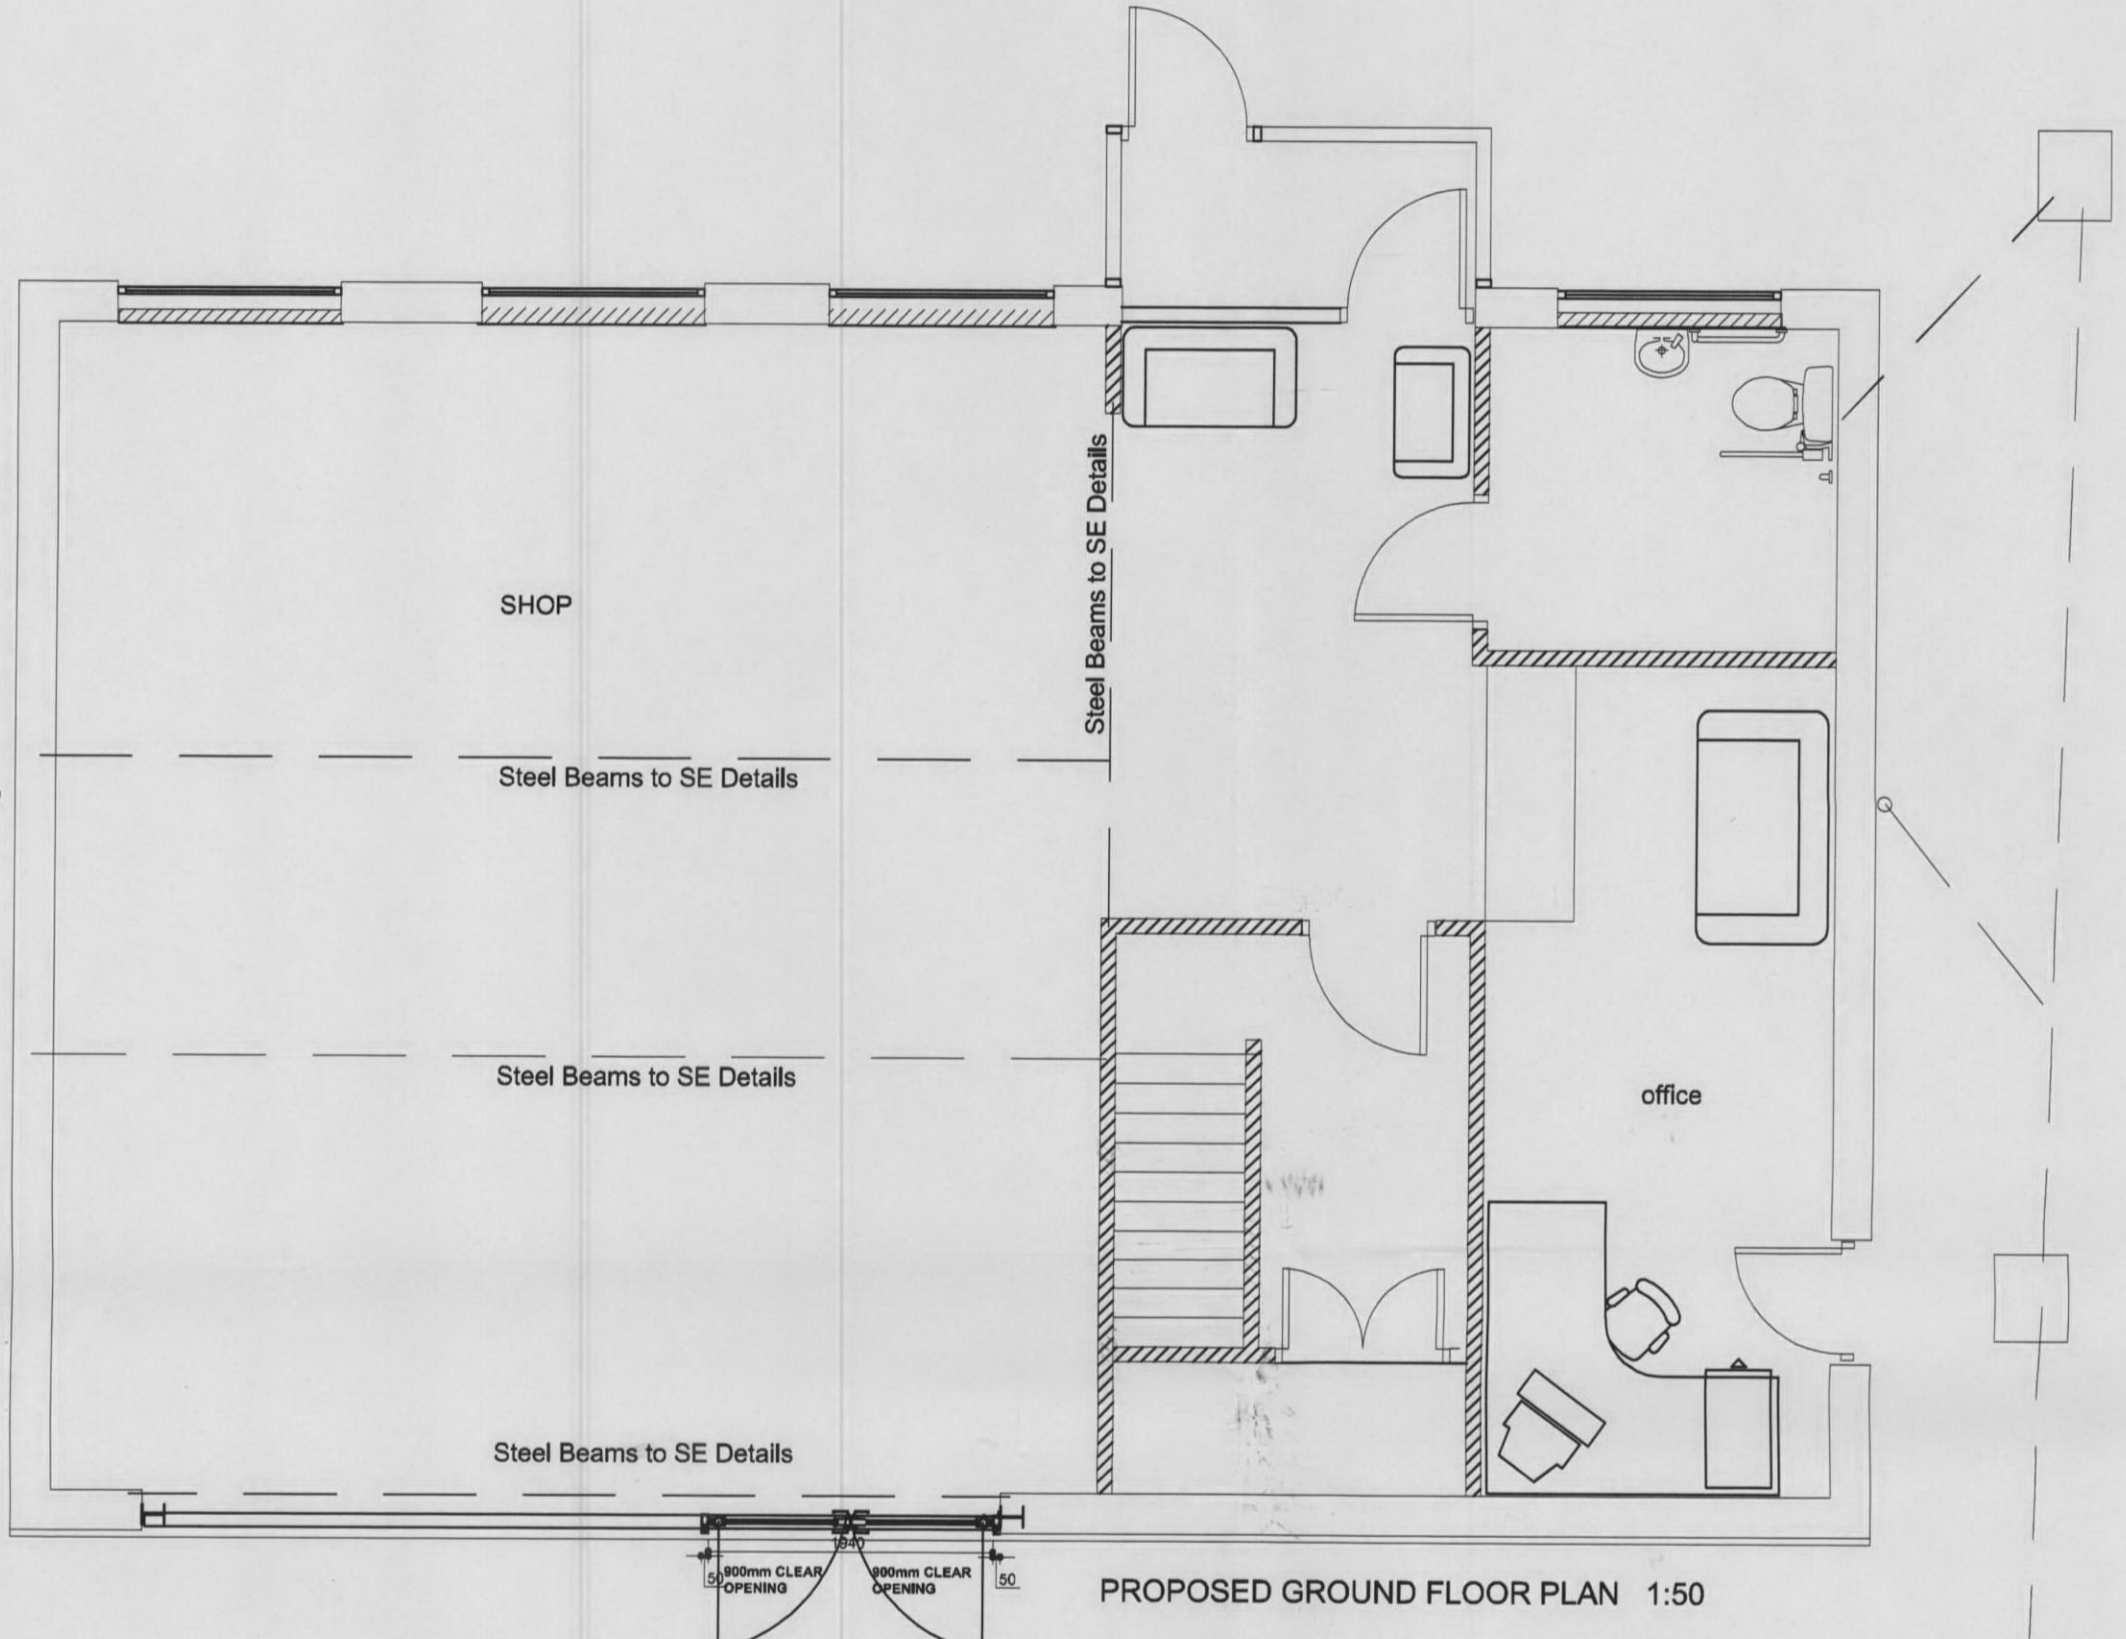 SHOP
Steel Beams to SE Details
Steel Beams to SE Details
Steel Beams to SE Details
office
Steel Beams to SE Details
1940
50
900mm CLEAR
OPENING
900mm CLEAR
OPENING
50
PROPOSED GROUND FLOOR PLAN 1:50